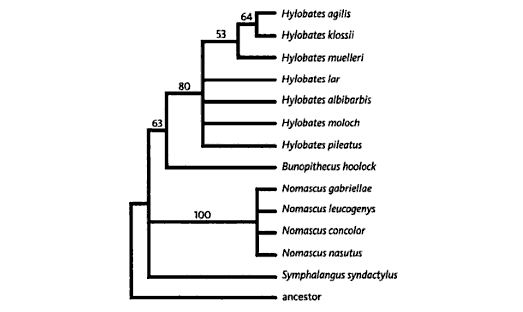 64
Hylobates agilis
Hylobates klossii
53
Hylobates muelleri
Hylobates lar
80
Hylobates albibarbis
Hylobates moloch
63
Hylobates pileatus
Bunopithecus hoolock
Nomascus gabriellae
Nomascus leucogenys
100
Nomascus concolor
Nomascus nasutus
Symphalangus syndactylus
ancestor